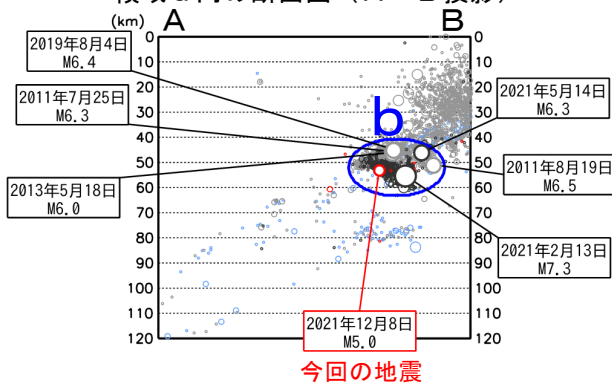 (km) A B
0 0
10 10
20 20
30 30
40 40
50 50
60 60
70 70
80 80
90 90
100 100
110 110
120 120
2019年8月4日
M6.4
2011年7月25日
M6.3
2013年5月18日
M6.0
b
2021年5月14日
M6.3
2011年8月19日
M6.5
2021年2月13日
M7.3
2021年12月8日
M5.0
今回の地震